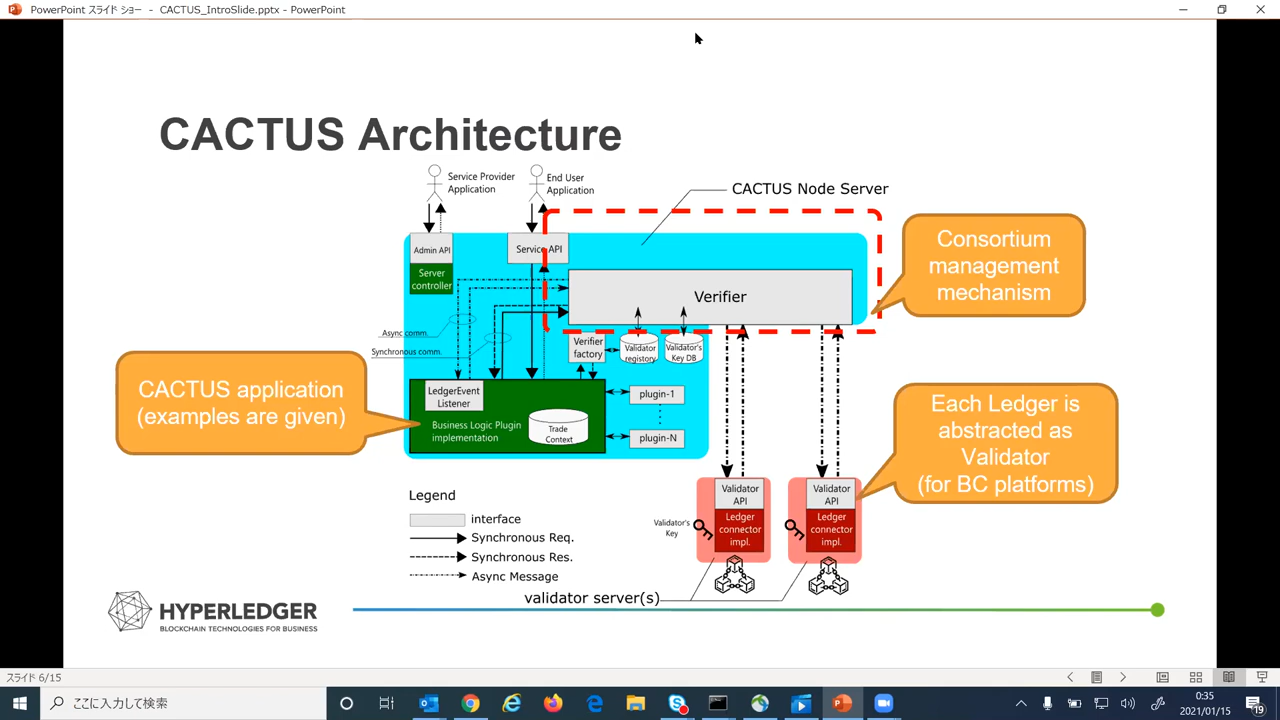 PowerPoint スライド ショー - CACTUS_IntroSlide.pptx - PowerPoint
CACTUS Architecture
Service Provider
Application
End User
Application
CACTUS Node Server
Admin API
Service API
Server
controller
Verifier
Consortium
management
mechanism
Async comm.
Synchronous comm.
Verifier
factory
Validator
registory
Validator's
Key DB
CACTUS application
(examples are given)
LedgerEvent
Listener
Business Logic Plugin
implementation
Trade
Context
plugin-1
plugin-N
Each Ledger is
abstracted as
Validator
(for BC platforms)
Legend
interface
Synchronous Req.
Synchronous Res.
Async Message
Validator's
Key
Validator
API
Ledger
connector
impl.
Validator
API
Ledger
connector
impl.
validator server(s)
HYPERLEDGER
BLOCKCHAIN TECHNOLOGIES FOR BUSINESS
スライド 6/15
ここに入力して検索
0:35
2021/01/15
19